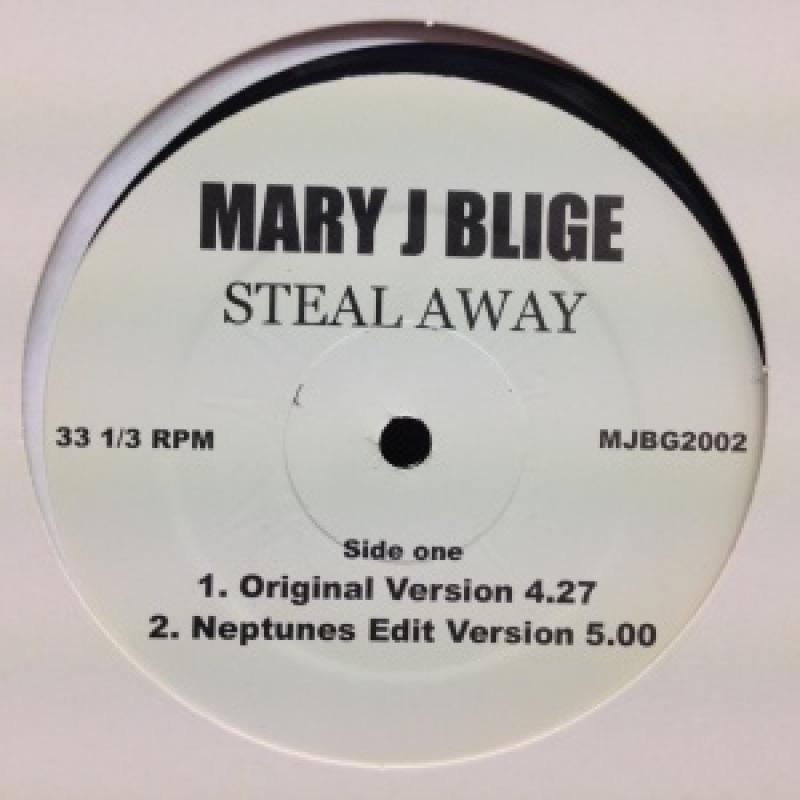 MARY J BLIGE
STEAL AWAY
33 1/3 RPM
MJBG2002
Side one
1. Original Version 4.27
2. Neptunes Edit Version 5.00